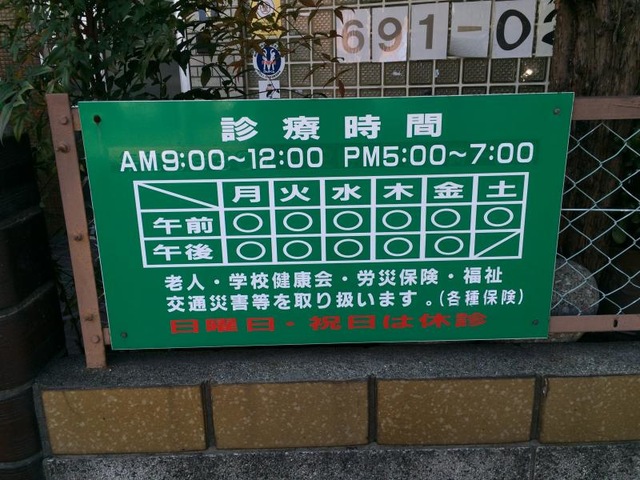 691-0
診療時間
AM9:00～12:00 PM5:00～7:00
月 火 水 木 金 土
午前 ○ ○ ○ ○ ○ ○
午後 ○ ○ ○ ○ ○ ／
老人・学校健康会・労災保険・福祉
交通災害等を取り扱います。(各種保険)
日曜日・祝日は休診